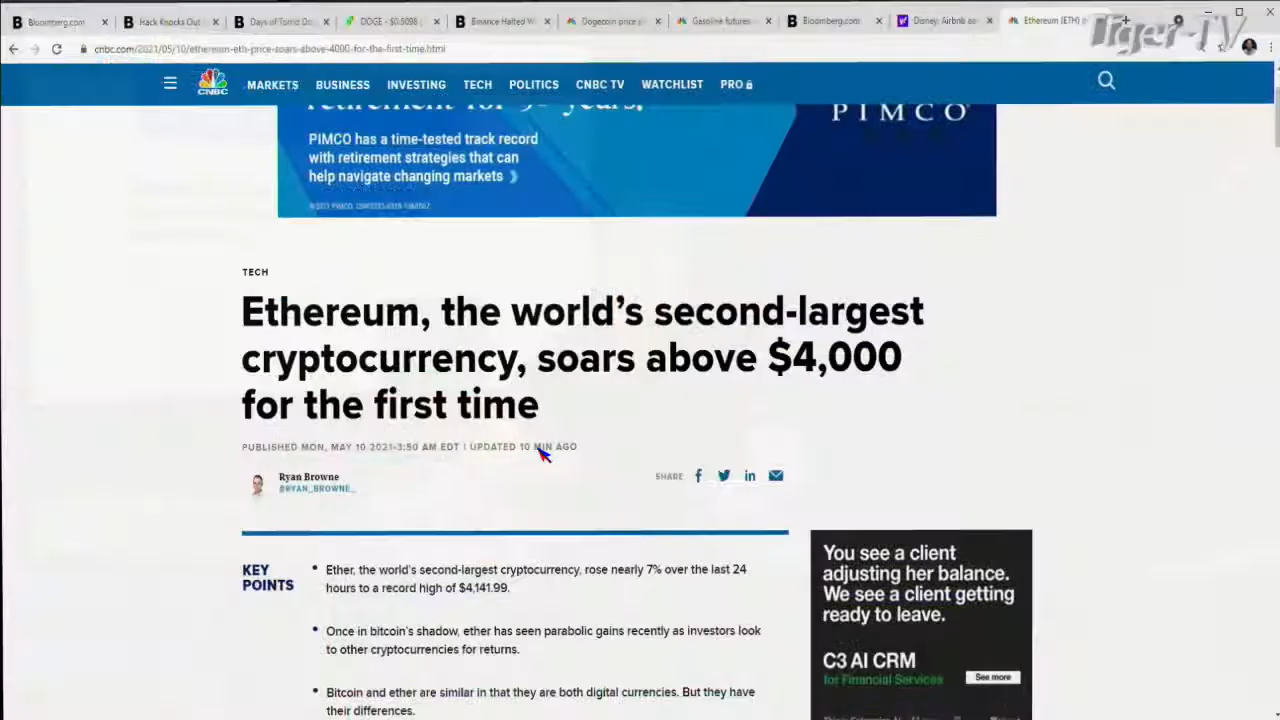 Bloomberg.com
Hack Knocks Out
Days of Tsmid Do
DOGE - $0.5098
Binance Halted W
Dogecoin price
Gasoline futures
Bloomberg.com
Disney: Airbnb
Ethereum (ETH)
Tiger-TV
cnbc.com/2021/05/10/ethereum-eth-price-soars-above-4000-for-the-first-time.html
CNBC
MARKETS BUSINESS INVESTING TECH POLITICS CNBC TV WATCHLIST PRO
retirement for years.
PIMCO
PIMCO has a time-tested track record
with retirement strategies that can
help navigate changing markets
TECH
Ethereum, the world's second-largest
cryptocurrency, soars above $4,000
for the first time
PUBLISHED MON, MAY 10 2021-3:50 AM EDT | UPDATED 10 MIN AGO
Ryan Browne
@RYAN_BROWNE_
SHARE
KEY
POINTS
• Ether, the world's second-largest cryptocurrency, rose nearly 7% over the last 24
hours to a record high of $4,141.99.
• Once in bitcoin's shadow, ether has seen parabolic gains recently as investors look
to other cryptocurrencies for returns.
• Bitcoin and ether are similar in that they are both digital currencies. But they have
their differences.
You see a client
adjusting her balance.
We see a client getting
ready to leave.
C3 AI CRM
for Financial Services
See more